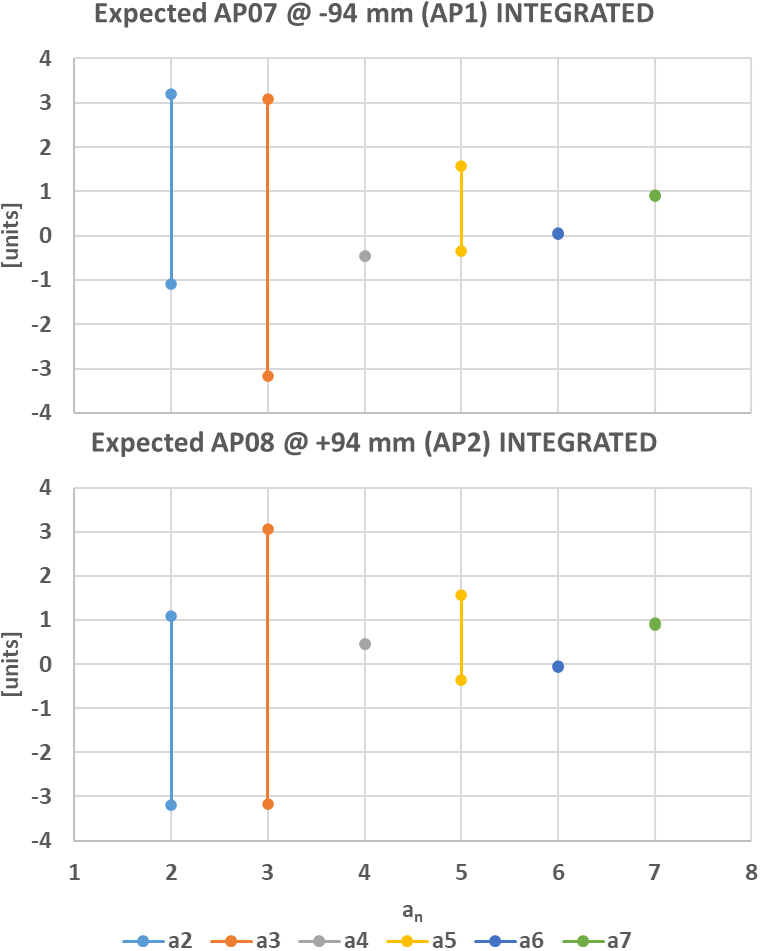 Expected AP07 @ -94 mm (AP1) INTEGRATED
4
3
2
1
0
-1
-2
-3
-4
[units]
Expected AP08 @ +94 mm (AP2) INTEGRATED
4
3
2
1
0
-1
-2
-3
-4
[units]
1 2 3 4 5 6 7 8
an
a2 a3 a4 a5 a6 a7